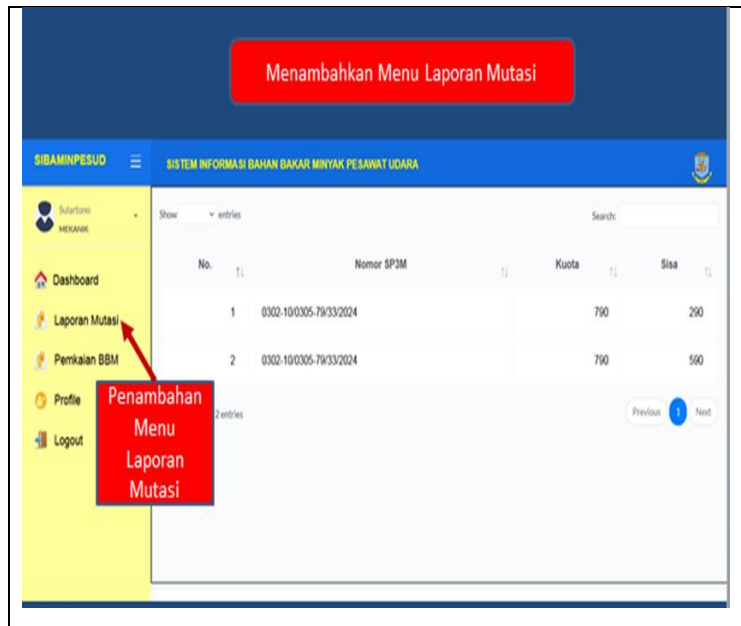 Menambahkan Menu Laporan Mutasi
SIBAMINPESUD
SISTEM INFORMASI BAHAN BAKAR MINYAK PESAWAT UDARA
Sulartono
MEKANIK
Show entries
Search:
No. Nomor SP3M Kuota Sisa
Dashboard
1 0302-10/0305-79/33/2024 790 290
Laporan Mutasi
2 0302-10/0305-79/33/2024 790 590
Pemkaian BBM
Profile
Logout
Penambahan
Menu
Laporan
Mutasi
2 entries
Previous 1 Next